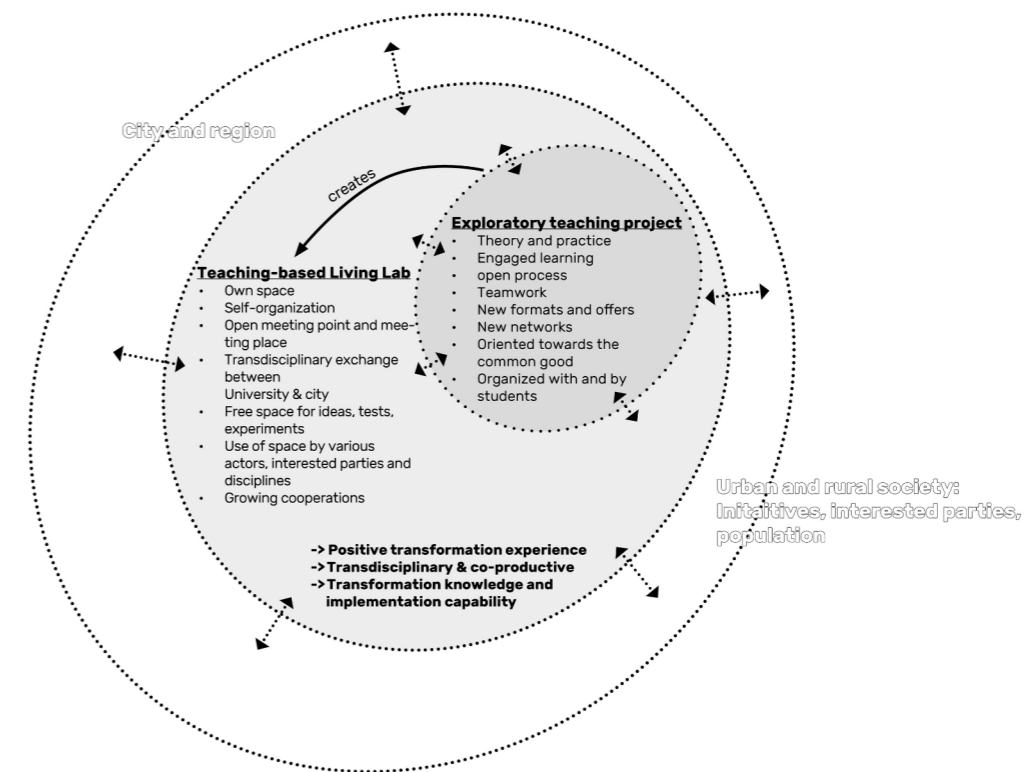 City and region
creates
Exploratory teaching project
• Theory and practice
• Engaged learning
• open process
• Teamwork
• New formats and offers
• New networks
• Oriented towards the
common good
• Organized with and by
students
Teaching-based Living Lab
• Own space
• Self-organization
• Open meeting point and mee-
ting place
• Transdisciplinary exchange
between
University & city
• Free space for ideas, tests,
experiments
• Use of space by various
actors, interested parties and
disciplines
• Growing cooperations
Urban and rural society:
Initaitives, interested parties,
population
-> Positive transformation experience
-> Transdisciplinary & co-productive
-> Transformation knowledge and
implementation capability